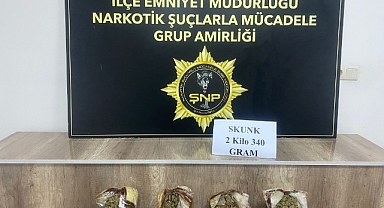 İLÇE EMNİYET MÜDÜRLÜĞÜ
NARKOTİK SUÇLARLA MÜCADELE
GRUP AMİRLİĞİ
ŞNP
SKUNK
2 Kilo 340
GRAM